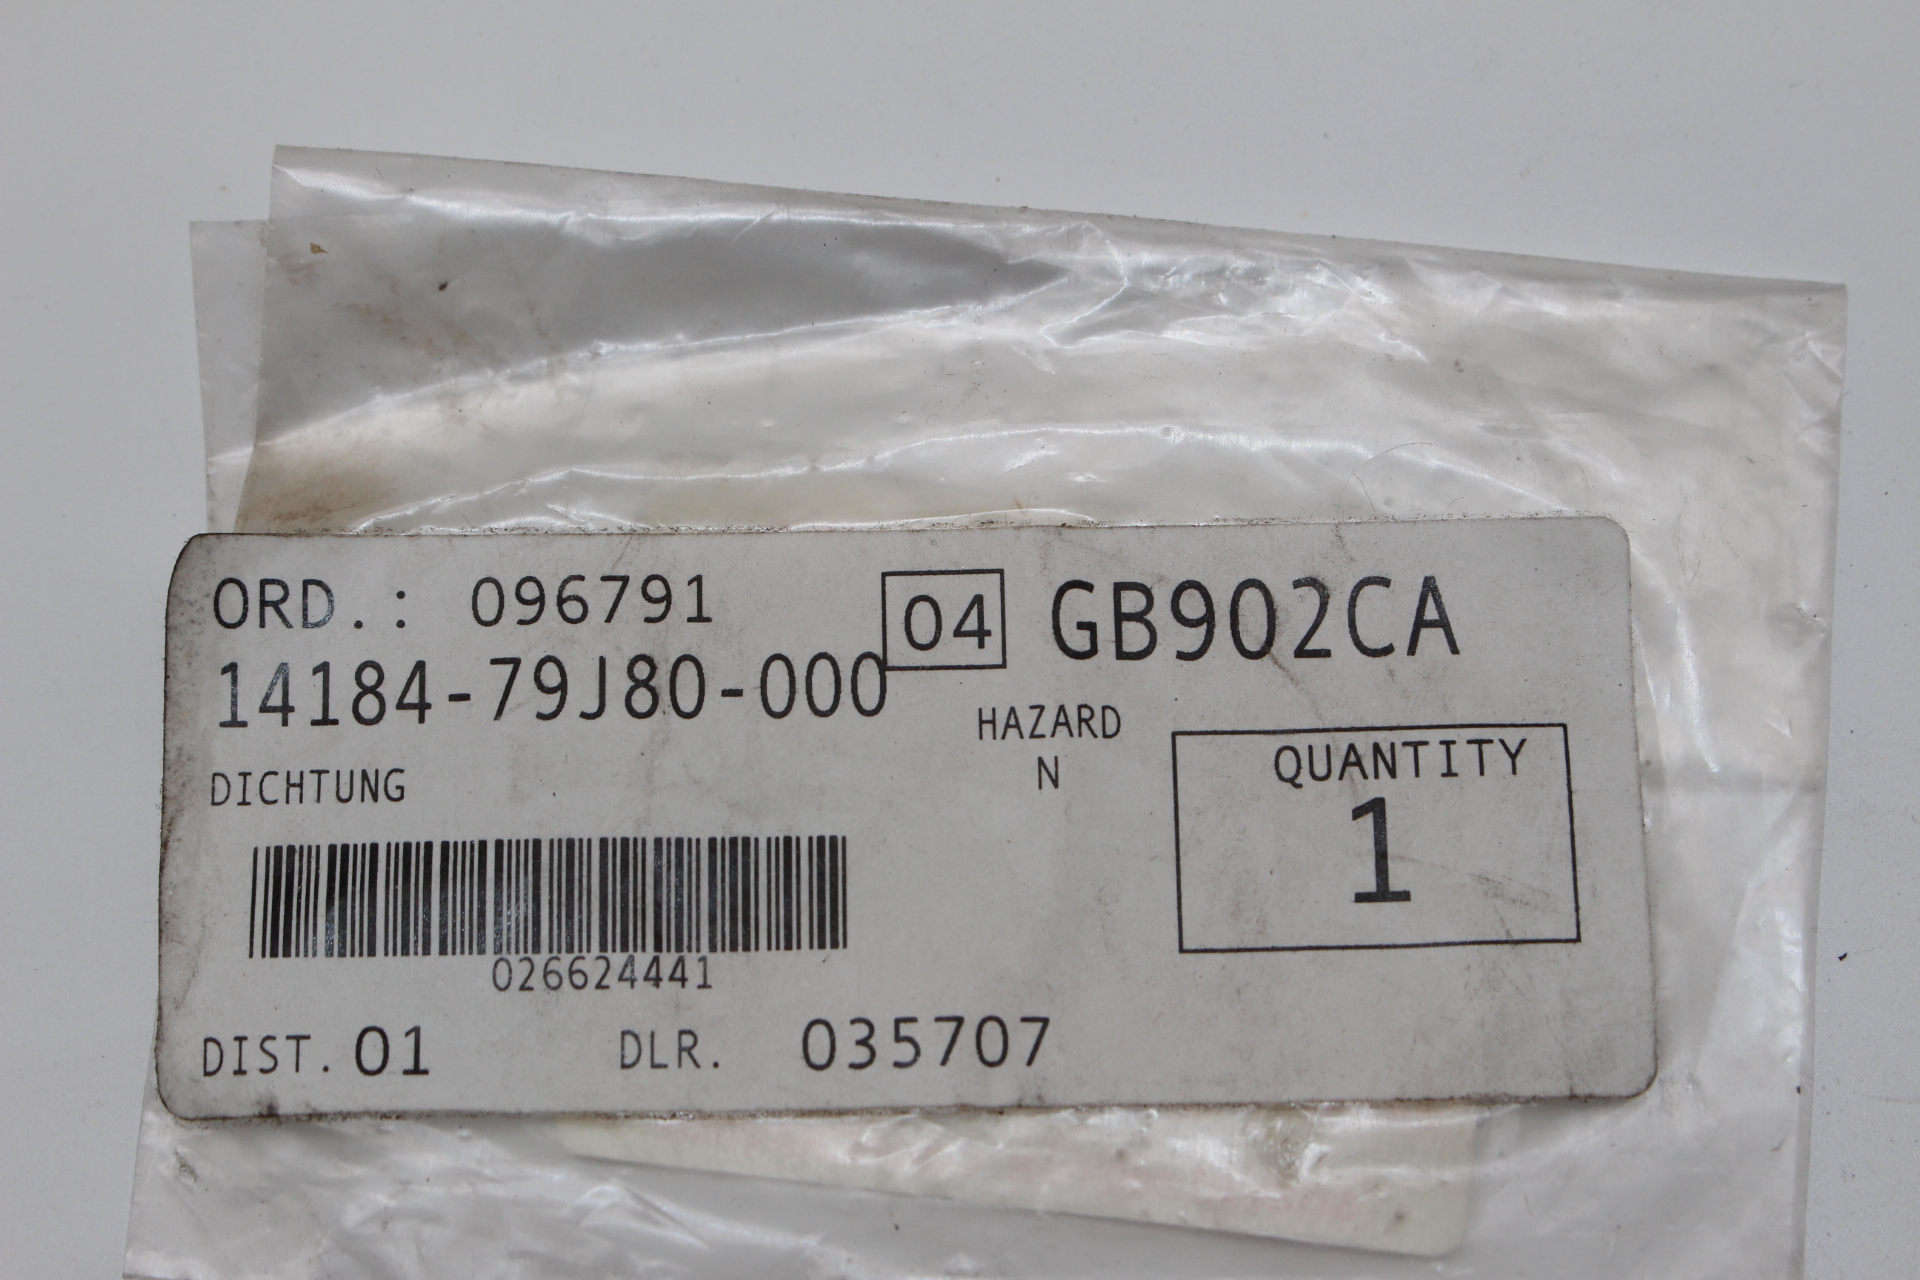 ORD.: 096791 04 GB902CA
14184-79J80-000
HAZARD
N
DICHTUNG
QUANTITY
1
026624441
DIST. 01 DLR. 035707